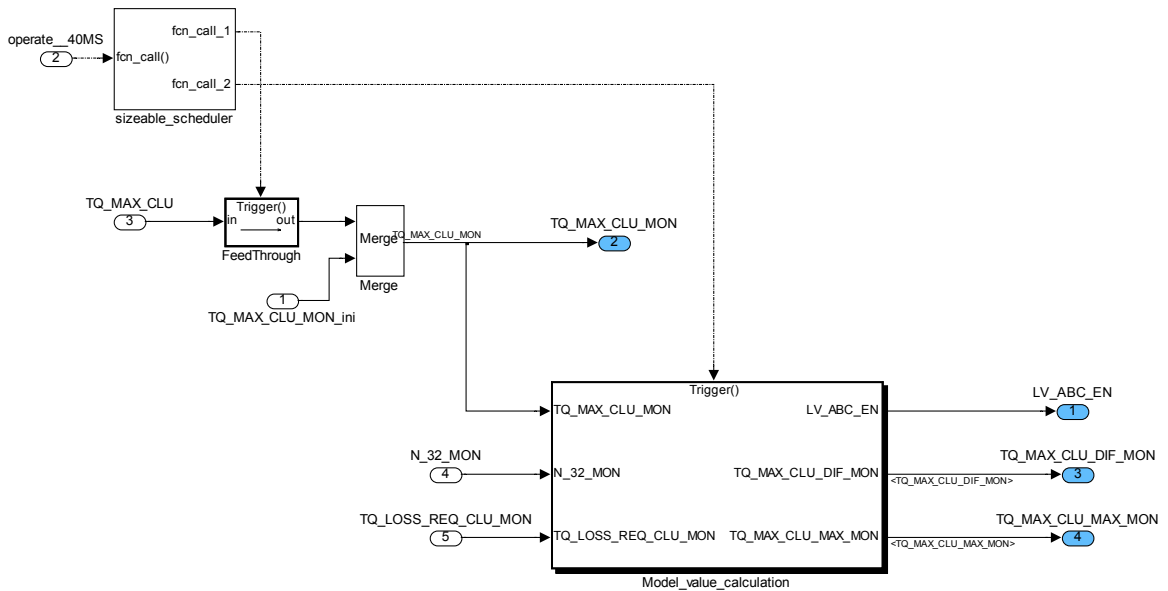 fcn_call_1
operate__40MS
2
fcn_call()
fcn_call_2
sizeable_scheduler
TQ_MAX_CLU
3
Trigger()
in
out
FeedThrough
Merge
TQ_MAX_CLU_MON
Merge
TQ_MAX_CLU_MON
2
1
TQ_MAX_CLU_MON_ini
Trigger()
TQ_MAX_CLU_MON
LV_ABC_EN
LV_ABC_EN
1
N_32_MON
4
N_32_MON
TQ_MAX_CLU_DIF_MON
<TQ_MAX_CLU_DIF_MON>
TQ_MAX_CLU_DIF_MON
3
TQ_LOSS_REQ_CLU_MON
5
TQ_LOSS_REQ_CLU_MON
TQ_MAX_CLU_MAX_MON
<TQ_MAX_CLU_MAX_MON>
TQ_MAX_CLU_MAX_MON
4
Model_value_calculation